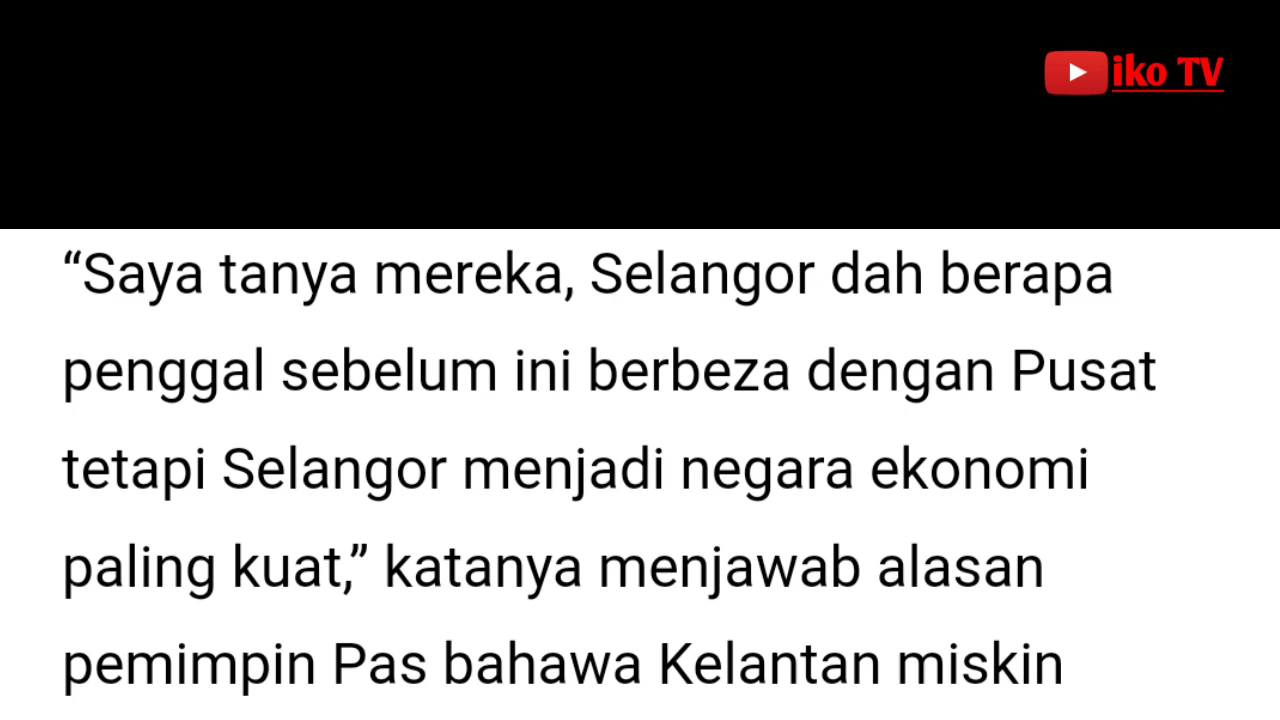 iko TV
“Saya tanya mereka, Selangor dah berapa
penggal sebelum ini berbeza dengan Pusat
tetapi Selangor menjadi negara ekonomi
paling kuat,” katanya menjawab alasan
pemimpin Pas bahawa Kelantan miskin